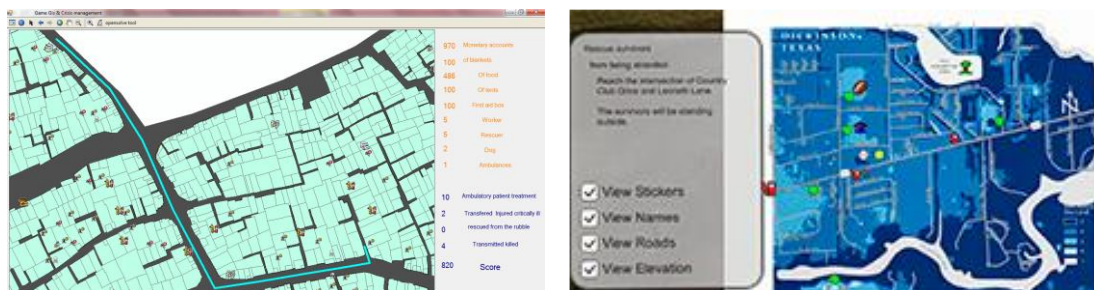 Game Gis & Crisis management
opensolve tool
970 Monetary accounts
100 of blankets
486 Of food
100 Of tents
100 First aid box
5 Worker
5 Rescuer
2 Dog
1 Ambulances
10 Ambulatory patient treatment
2 Transfered Injured critically ill
0 rescued from the rubble
4 Transmitted killed
820 Score
Rescue survivors
from being stranded
Reach the intersection of Country
Club Drive and
The survivors will be standing
outside.
View Stickers
View Names
View Roads
View Elevation
DICKINSON,
TEXAS
N